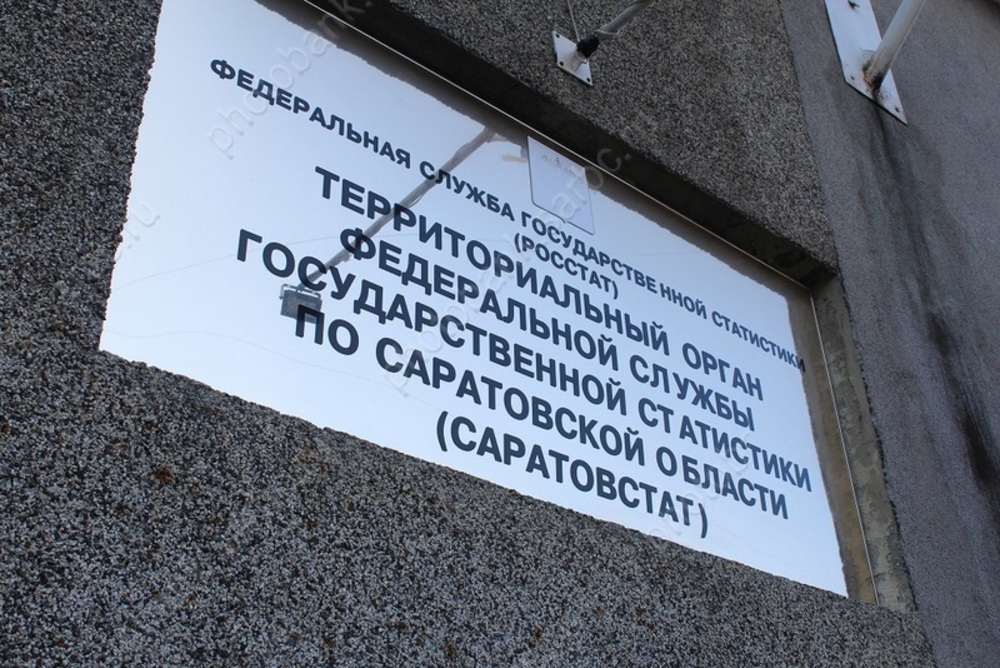 ФЕДЕРАЛЬНАЯ СЛУЖБА ГОСУДАРСТВЕННОЙ СТАТИСТИКИ
(РОССТАТ)
ТЕРРИТОРИАЛЬНЫЙ ОРГАН
ФЕДЕРАЛЬНОЙ СЛУЖБЫ
ГОСУДАРСТВЕННОЙ СТАТИСТИКИ
ПО САРАТОВСКОЙ ОБЛАСТИ
(САРАТОВСТАТ)